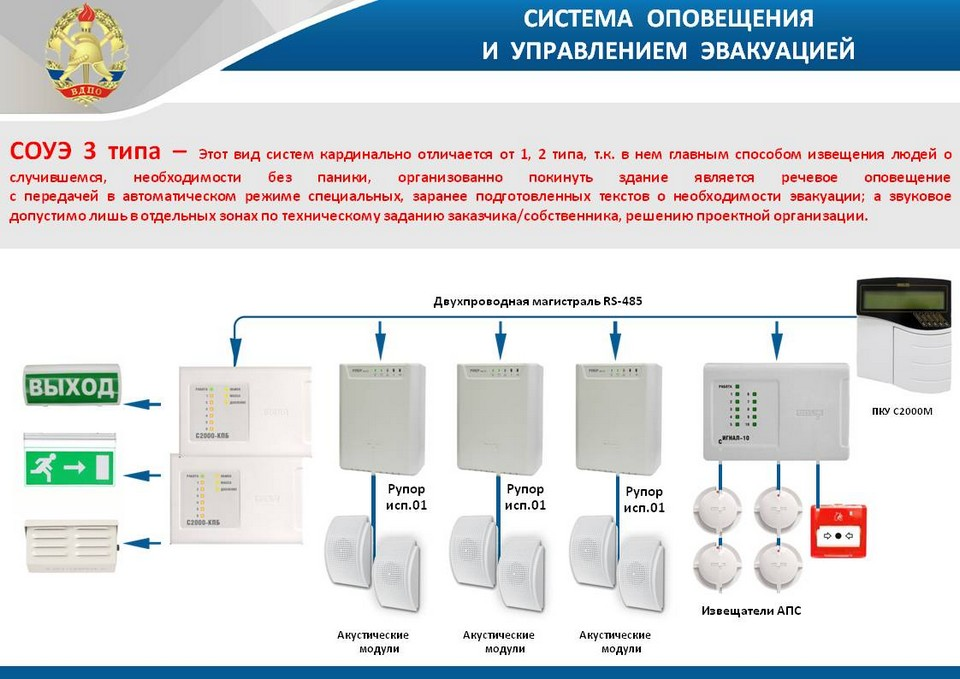 СИСТЕМА ОПОВЕЩЕНИЯ
И УПРАВЛЕНИЕМ ЭВАКУАЦИЕЙ
ВДПО
СОУЭ 3 типа – Этот вид систем кардинально отличается от 1, 2 типа, т.к. в нем главным способом извещения людей о
случившемся, необходимости без паники, организованно покинуть здание является речевое оповещение
с передачей в автоматическом режиме специальных, заранее подготовленных текстов о необходимости эвакуации; а звуковое
допустимо лишь в отдельных зонах по техническому заданию заказчика/собственника, решению проектной организации.
Двухпроводная магистраль RS-485
ПКУ С2000М
ВЫХОД
С2000-КПБ
С2000-КПБ
РАБОТА
СИГНАЛ-10
Рупор
исп.01
Рупор
исп.01
Рупор
исп.01
Извещатели АПС
Акустические
модули
Акустические
модули
Акустические
модули